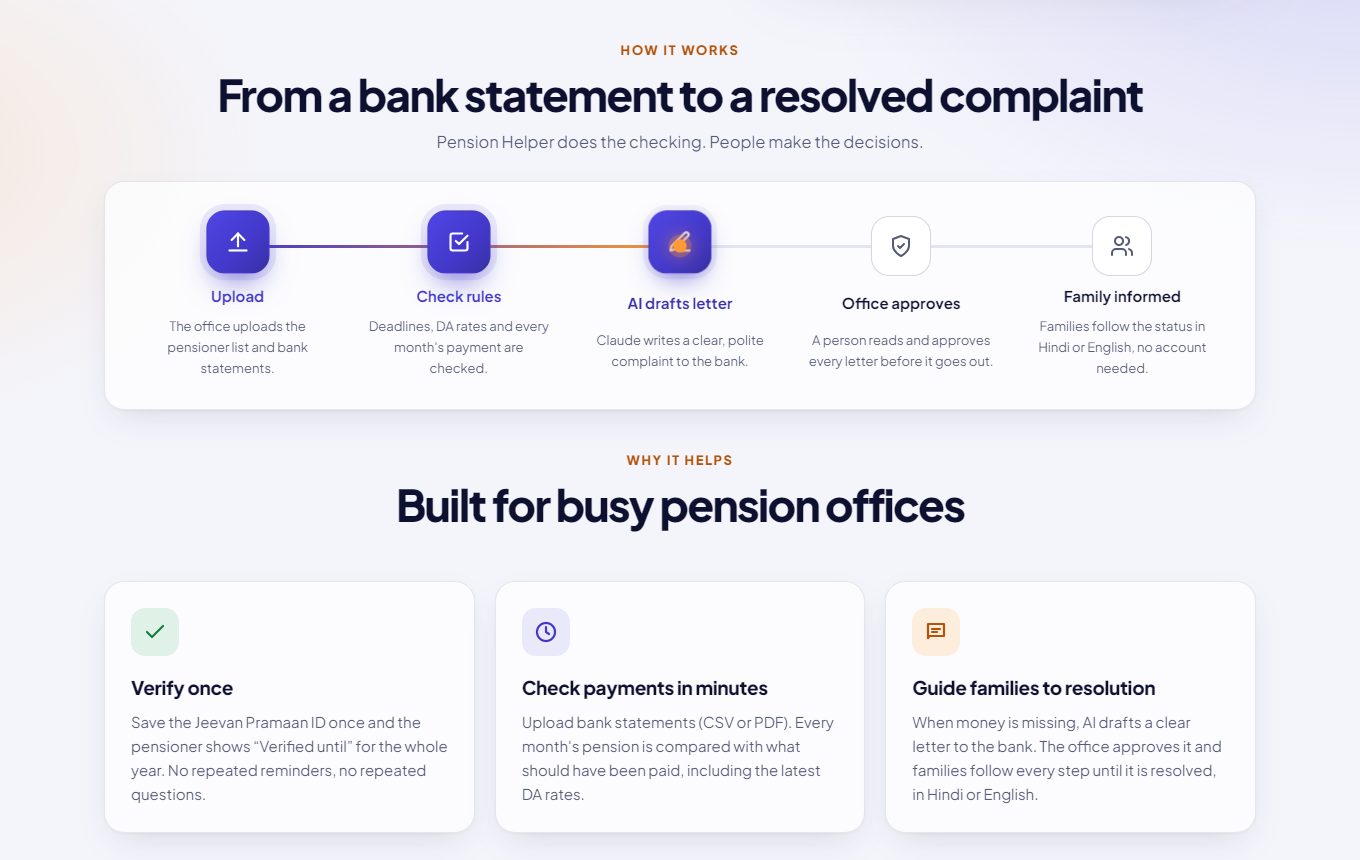 HOW IT WORKS
From a bank statement to a resolved complaint
Pension Helper does the checking. People make the decisions.
Upload
The office uploads the
pensioner list and bank
statements.
Check rules
Deadlines, DA rates and every
month's payment are
checked.
AI drafts letter
Claude writes a clear, polite
complaint to the bank.
Office approves
A person reads and approves
every letter before it goes out.
Family informed
Families follow the status in
Hindi or English, no account
needed.
WHY IT HELPS
Built for busy pension offices
Verify once
Save the Jeevan Pramaan ID once and the
pensioner shows “Verified until” for the whole
year. No repeated reminders, no repeated
questions.
Check payments in minutes
Upload bank statements (CSV or PDF). Every
month's pension is compared with what
should have been paid, including the latest
DA rates.
Guide families to resolution
When money is missing, AI drafts a clear
letter to the bank. The office approves it and
families follow every step until it is resolved,
in Hindi or English.